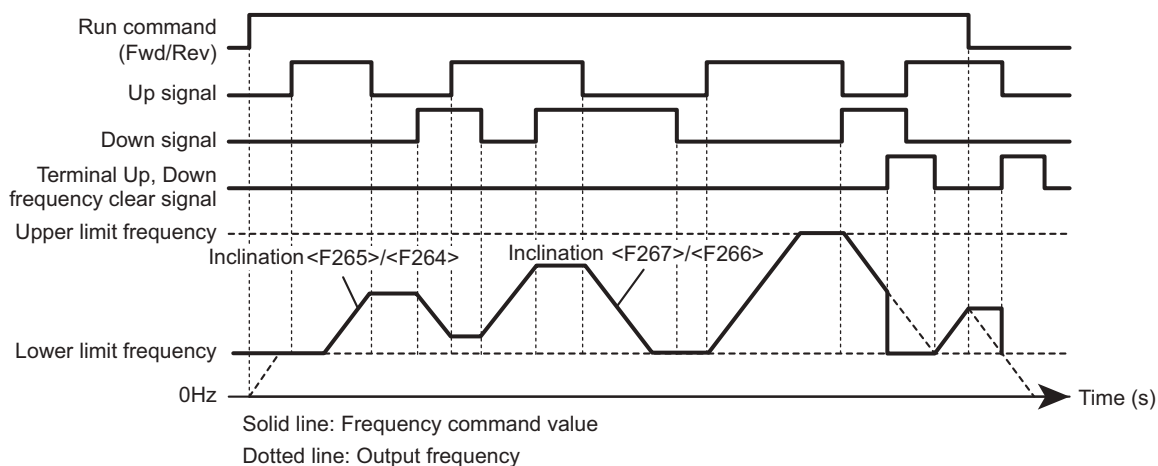 Run command
(Fwd/Rev)
Up signal
Down signal
Terminal Up, Down
frequency clear signal
Upper limit frequency
Inclination <F265>/<F264>
Inclination <F267>/<F266>
Lower limit frequency
0Hz
Time (s)
Solid line: Frequency command value
Dotted line: Output frequency